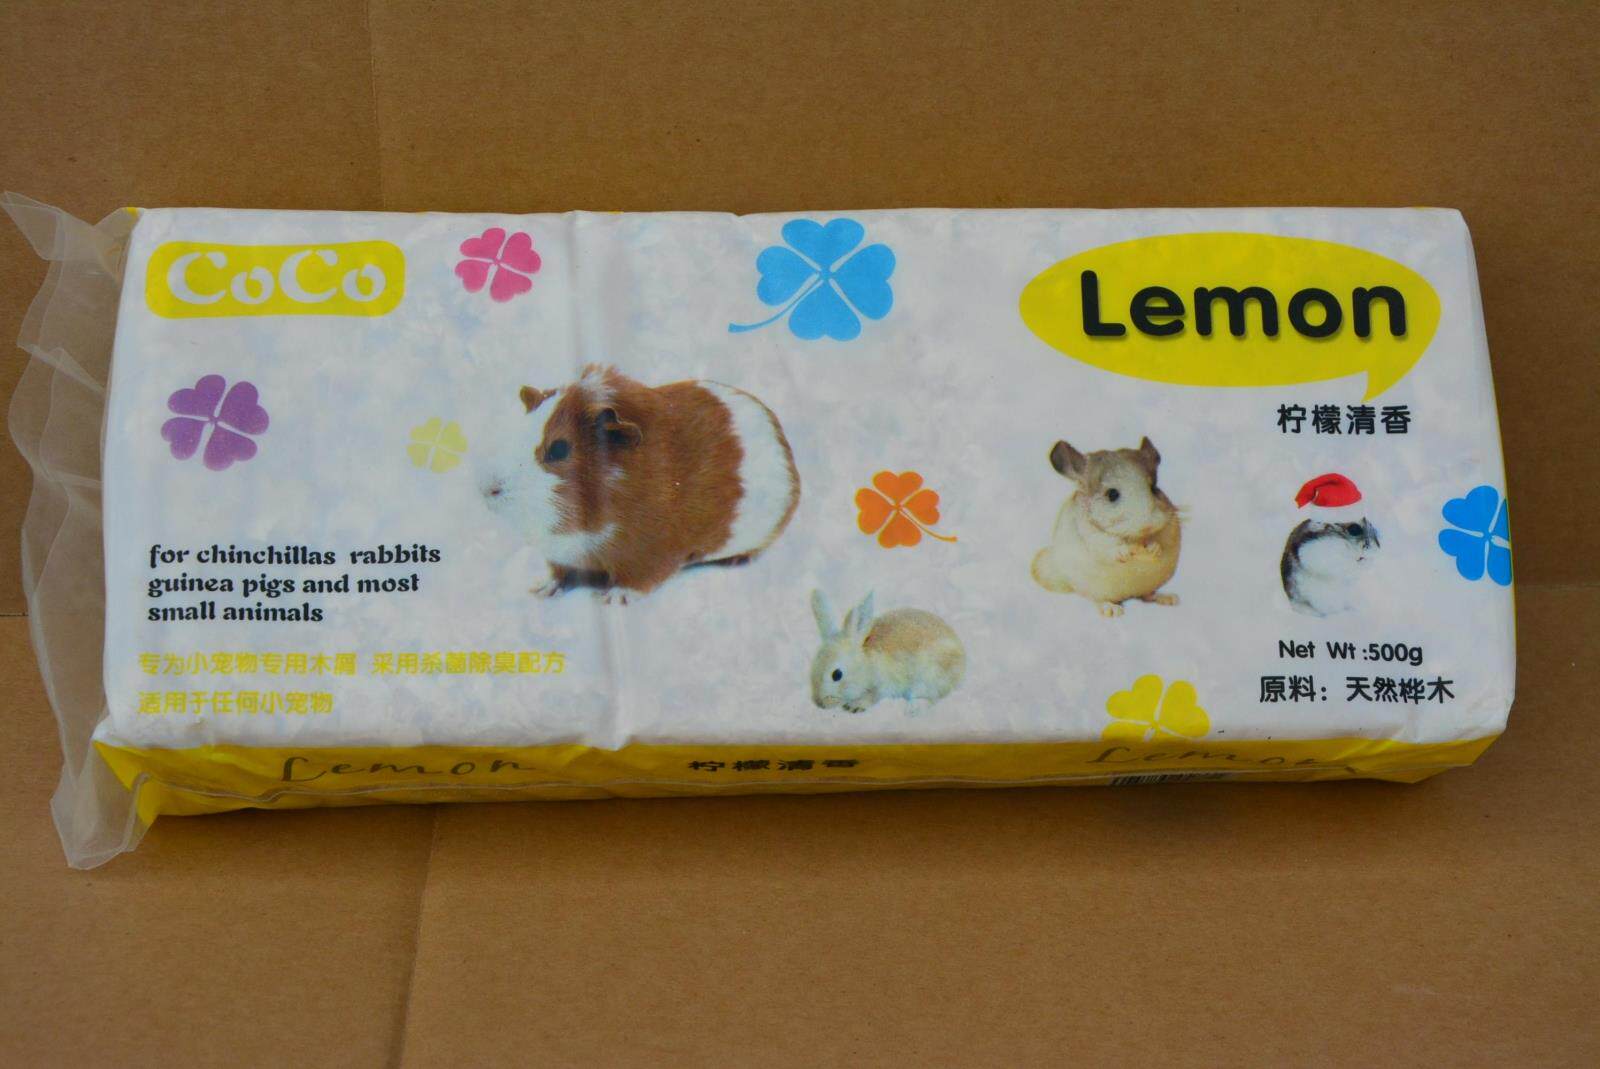 CoCo
Lemon
柠檬清香
for chinchillas rabbits
guinea pigs and most
small animals
专为小宠物专用木屑 采用杀菌除臭配方
适用于任何小宠物
Net Wt :500g
原料：天然桦木
Lemon
柠檬清香
Lemon